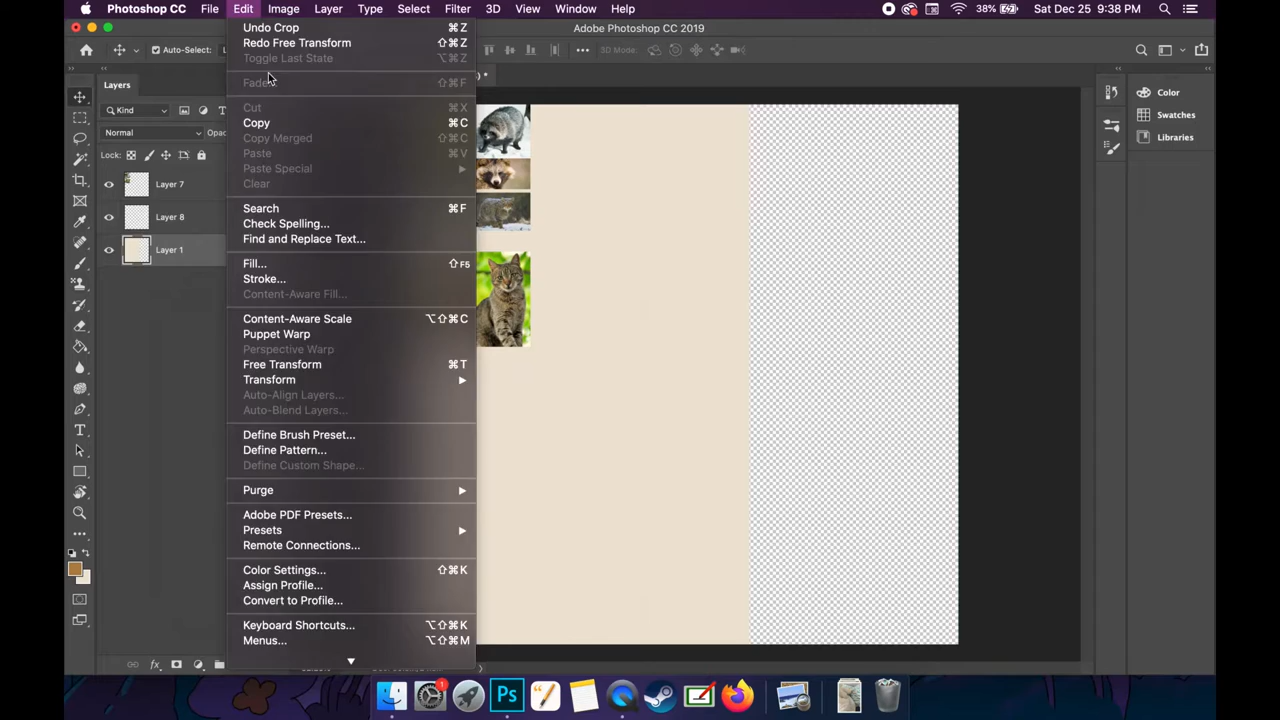 Photoshop CC File Edit Image Layer Type Select Filter 3D View Window Help 38% Sat Dec 25 9:38 PM
Adobe Photoshop CC 2019
Auto-Select: 3D Mode:
Layers
Kind
Normal Opac
Lock:
Layer 7
Layer 8
Layer 1
Undo Crop ⌘Z
Redo Free Transform ⇧⌘Z
Toggle Last State ⌥⌘Z
Fade... ⇧⌘F
Cut ⌘X
Copy ⌘C
Copy Merged ⇧⌘C
Paste ⌘V
Paste Special
Clear
Search ⌘F
Check Spelling...
Find and Replace Text...
Fill... ⇧F5
Stroke...
Content-Aware Fill...
Content-Aware Scale ⌥⇧⌘C
Puppet Warp
Perspective Warp
Free Transform ⌘T
Transform
Auto-Align Layers...
Auto-Blend Layers...
Define Brush Preset...
Define Pattern...
Define Custom Shape...
Purge
Adobe PDF Presets...
Presets
Remote Connections...
Color Settings... ⇧⌘K
Assign Profile...
Convert to Profile...
Keyboard Shortcuts... ⌥⇧⌘K
Menus... ⌥⇧⌘M
Color
Swatches
Libraries
1
Ps